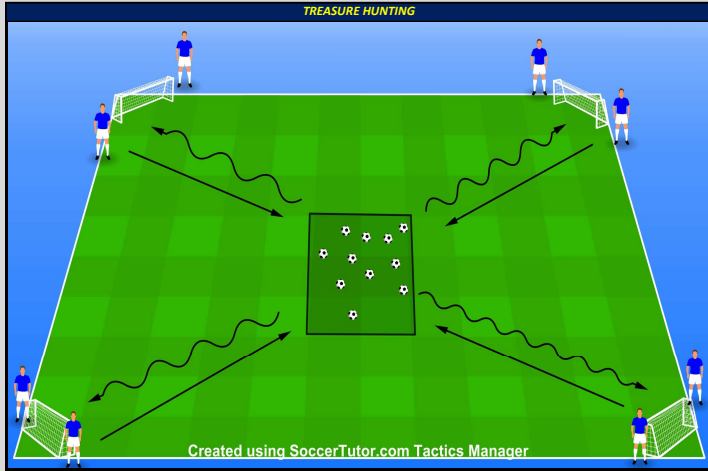 TREASURE HUNTING
Created using SoccerTutor.com Tactics Manager